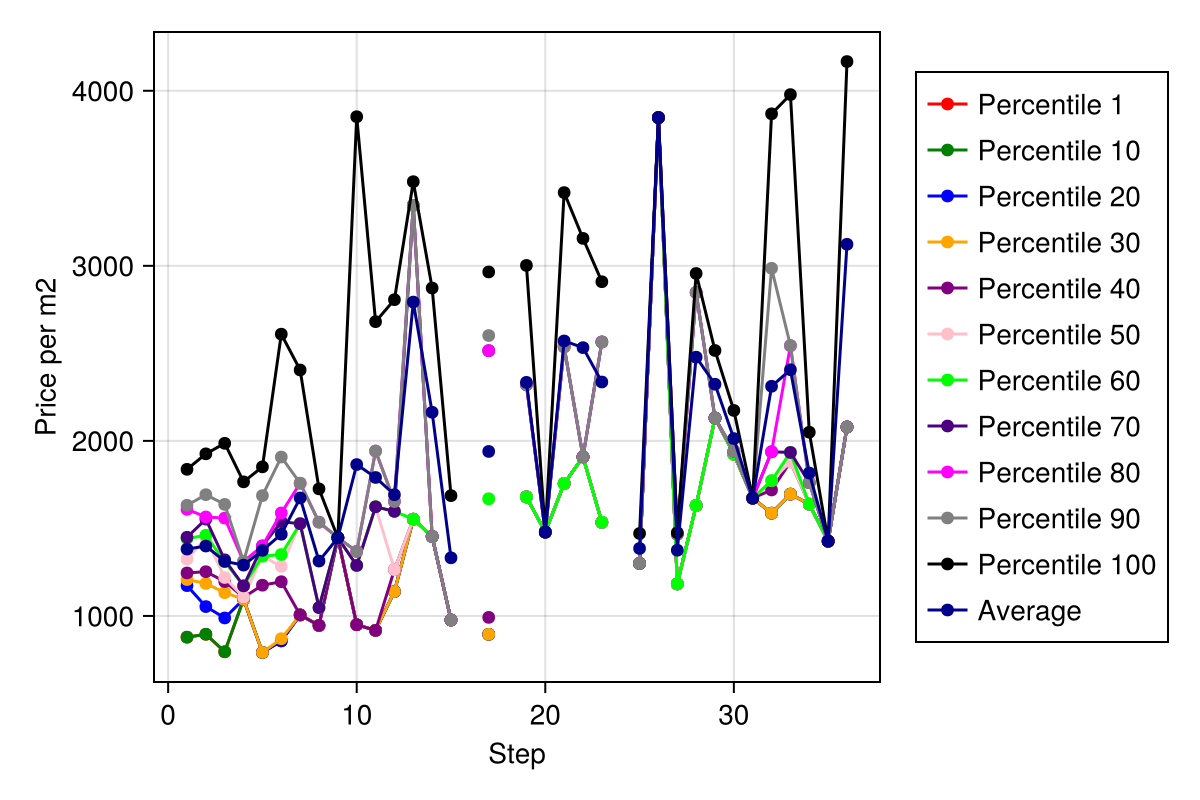 4000
3000
2000
1000
Price per m2
0 10 20 30
Step
Percentile 1
Percentile 10
Percentile 20
Percentile 30
Percentile 40
Percentile 50
Percentile 60
Percentile 70
Percentile 80
Percentile 90
Percentile 100
Average